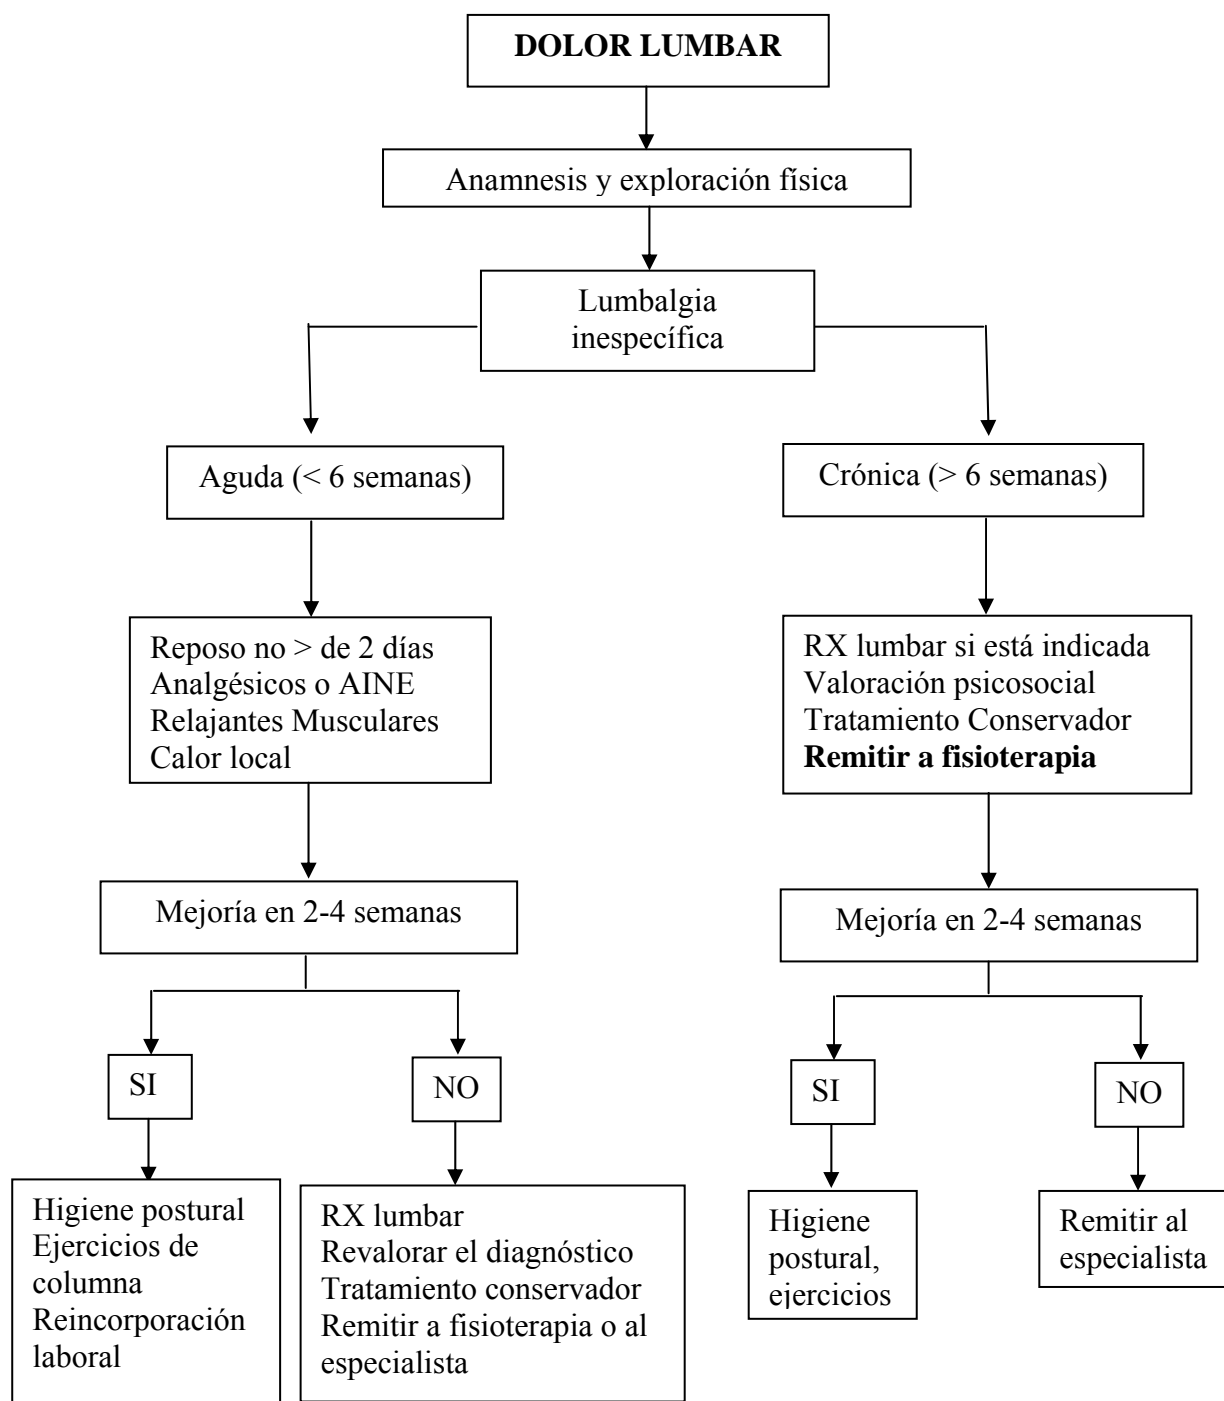 DOLOR LUMBAR
Anamnesis y exploración física
Lumbalgia
inespecífica
Aguda (< 6 semanas)
Crónica (> 6 semanas)
Reposo no > de 2 días
Analgésicos o AINE
Relajantes Musculares
Calor local
RX lumbar si está indicada
Valoración psicosocial
Tratamiento Conservador
Remitir a fisioterapia
Mejoría en 2-4 semanas
Mejoría en 2-4 semanas
SI
NO
SI
NO
Higiene postural
Ejercicios de
columna
Reincorporación
laboral
RX lumbar
Revalorar el diagnóstico
Tratamiento conservador
Remitir a fisioterapia o al
especialista
Higiene
postural,
ejercicios
Remitir al
especialista